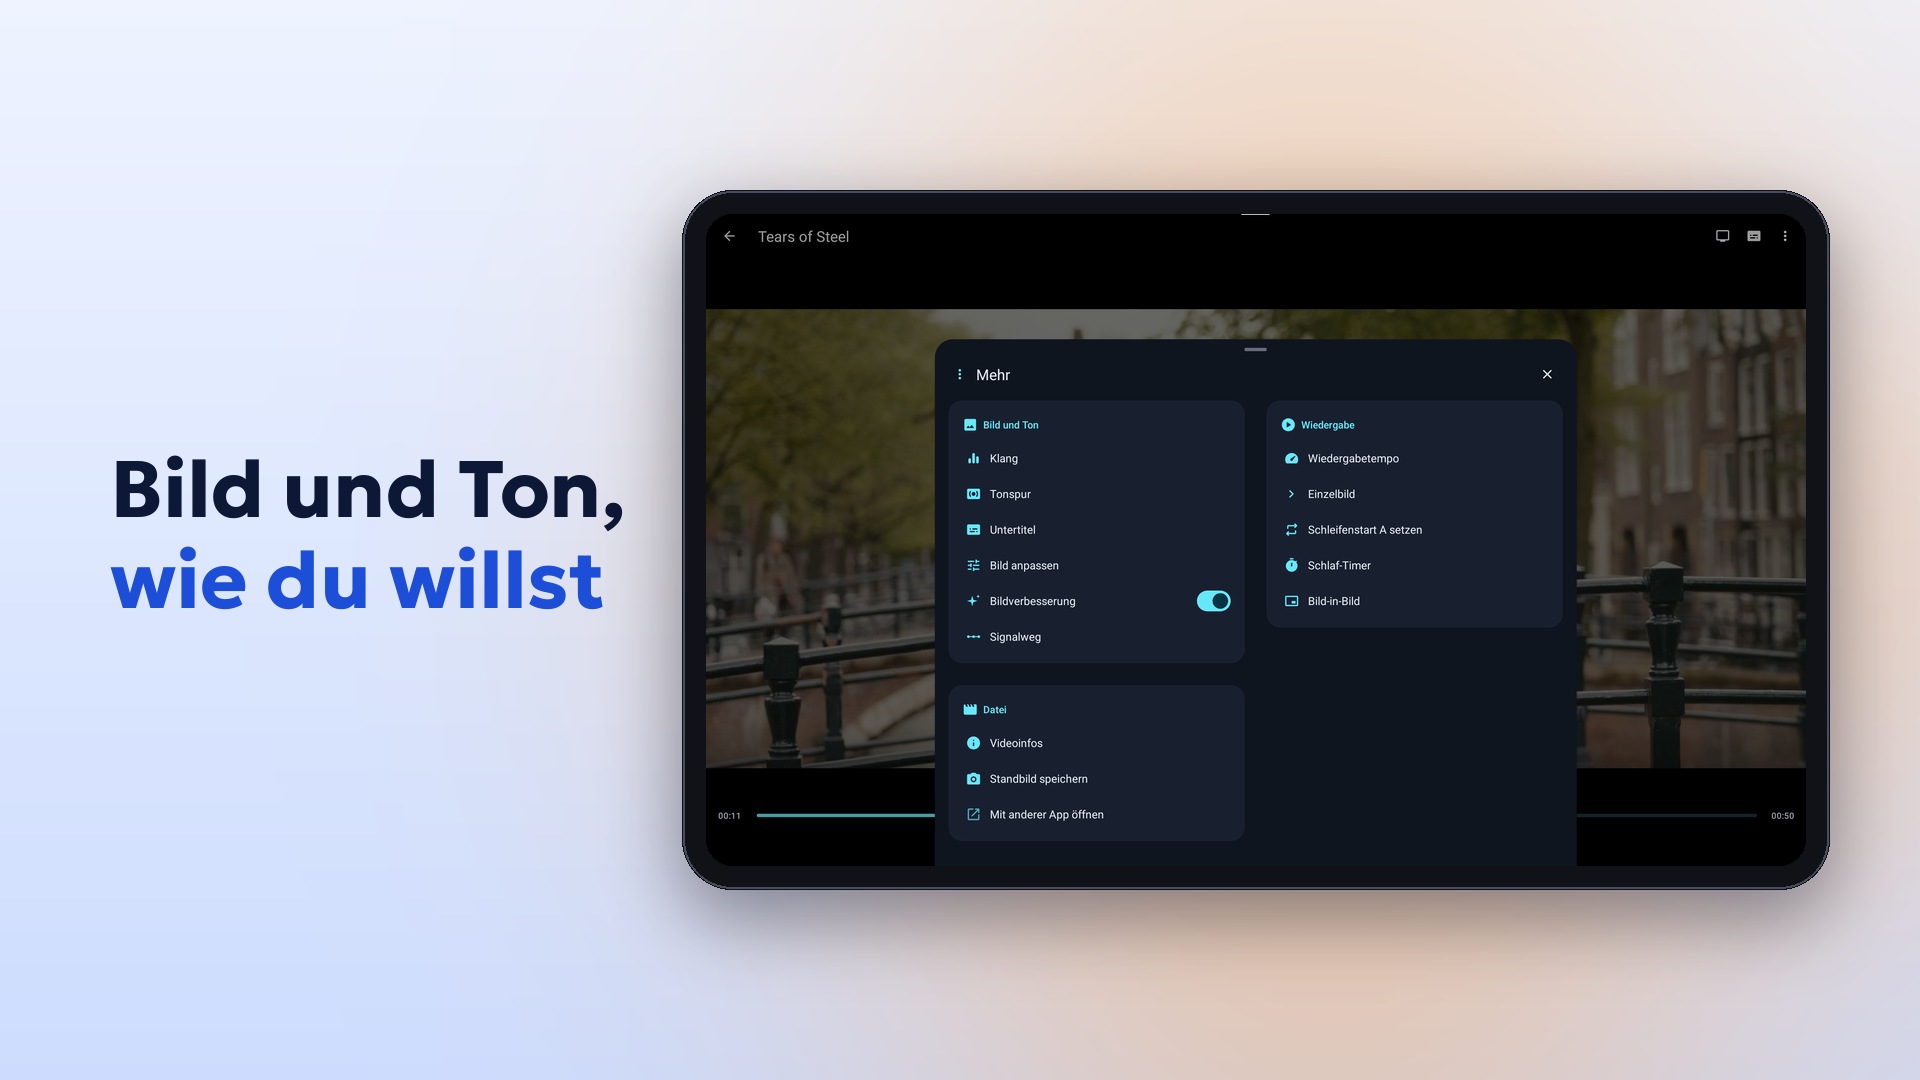 Bild und Ton,
wie du willst
Tears of Steel
Mehr
Bild und Ton
Klang
Tonspur
Untertitel
Bild anpassen
Bildverbesserung
Signalweg
Wiedergabe
Wiedergabetempo
Einzelbild
Schleifenstart A setzen
Schlaf-Timer
Bild-in-Bild
Datei
Videoinfos
Standbild speichern
Mit anderer App öffnen
00:11
00:50